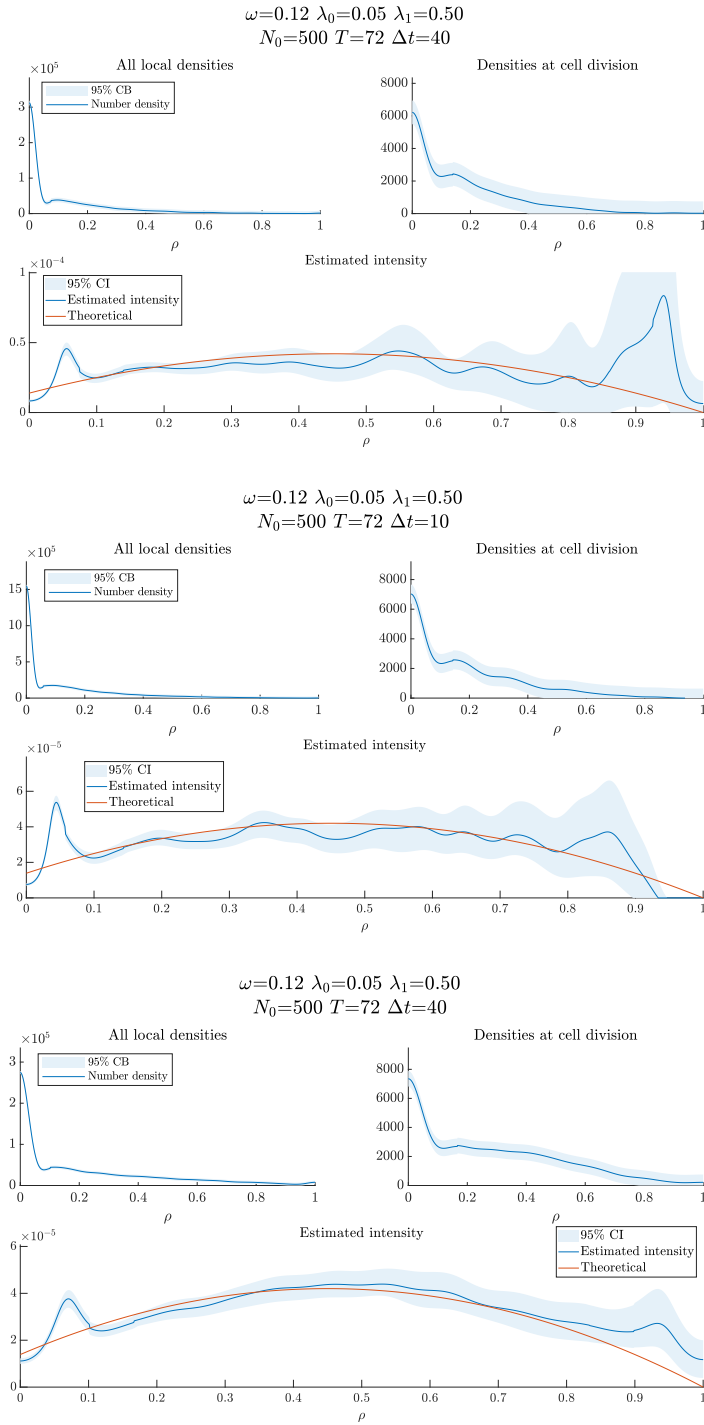 ω=0.12 λ₀=0.05 λ₁=0.50
N₀=500 T=72 Δt=40
All local densities
×10⁵
95% CB
Number density
3
2
1
0
0 0.2 0.4 0.6 0.8 1
ρ
Densities at cell division
8000
6000
4000
2000
0
0 0.2 0.4 0.6 0.8 1
ρ
Estimated intensity
×10⁻⁴
1
0.5
0
95% CI
Estimated intensity
Theoretical
0 0.1 0.2 0.3 0.4 0.5 0.6 0.7 0.8 0.9 1
ρ
ω=0.12 λ₀=0.05 λ₁=0.50
N₀=500 T=72 Δt=10
All local densities
×10⁵
95% CB
Number density
15
10
5
0
0 0.2 0.4 0.6 0.8 1
ρ
Densities at cell division
8000
6000
4000
2000
0
0 0.2 0.4 0.6 0.8 1
ρ
Estimated intensity
×10⁻⁵
95% CI
Estimated intensity
Theoretical
6
4
2
0
0 0.1 0.2 0.3 0.4 0.5 0.6 0.7 0.8 0.9 1
ρ
ω=0.12 λ₀=0.05 λ₁=0.50
N₀=500 T=72 Δt=40
All local densities
×10⁵
95% CB
Number density
3
2
1
0
0 0.2 0.4 0.6 0.8 1
ρ
Densities at cell division
8000
6000
4000
2000
0
0 0.2 0.4 0.6 0.8 1
ρ
Estimated intensity
×10⁻⁵
95% CI
Estimated intensity
Theoretical
6
4
2
0
0 0.1 0.2 0.3 0.4 0.5 0.6 0.7 0.8 0.9 1
ρ